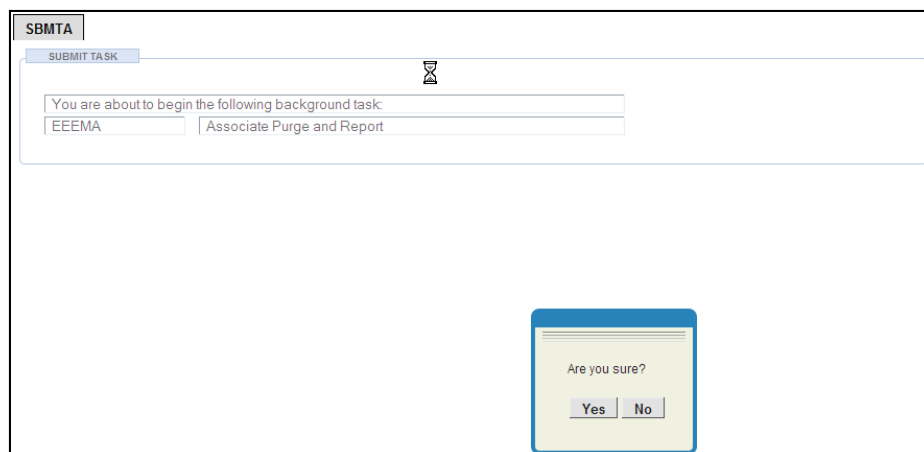 SBMTA
SUBMIT TASK
You are about to begin the following background task:
EEEMA Associate Purge and Report
Are you sure?
Yes No